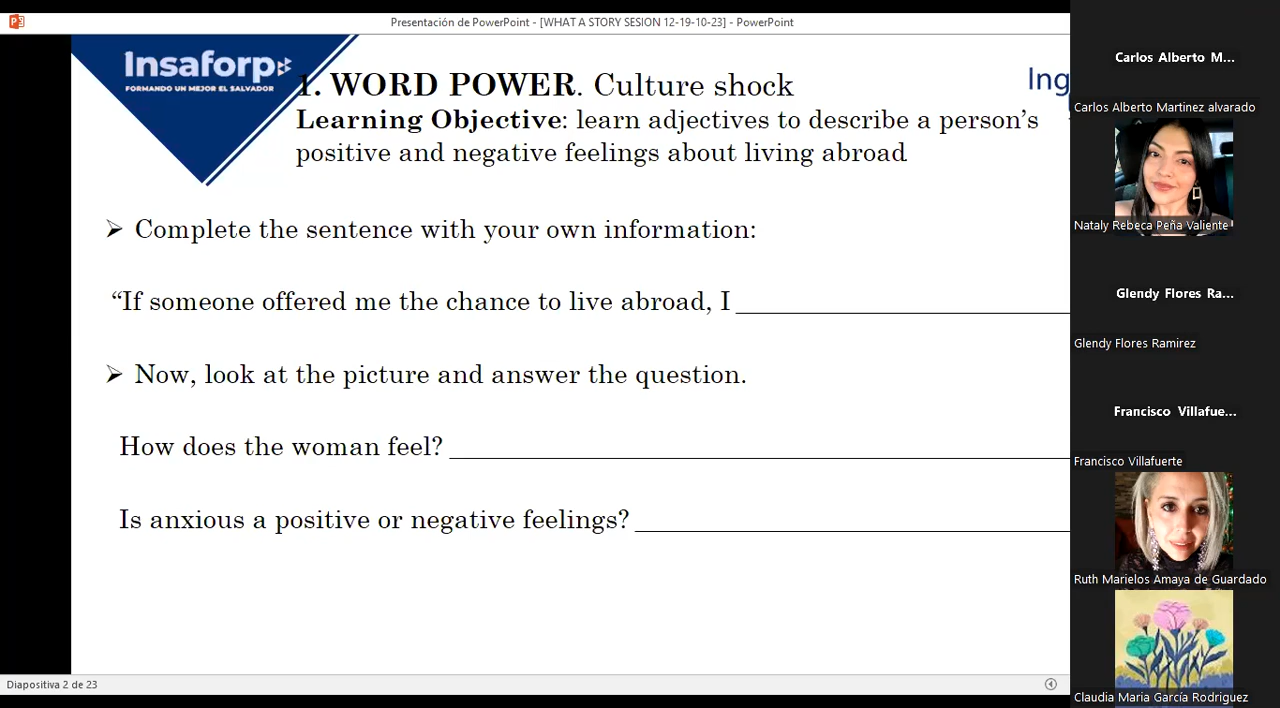 Presentación de PowerPoint - [WHAT A STORY SESION 12-19-10-23] - PowerPoint
Insaforp
FORMANDO UN MEJOR EL SALVADOR
Ing
1. WORD POWER. Culture shock
Learning Objective: learn adjectives to describe a person’s
positive and negative feelings about living abroad
Complete the sentence with your own information:
“If someone offered me the chance to live abroad, I
Now, look at the picture and answer the question.
How does the woman feel?
Is anxious a positive or negative feelings?
Diapositiva 2 de 23
Carlos Alberto M...
Carlos Alberto Martinez alvarado
Nataly Rebeca Peña Valiente
Glendy Flores Ra...
Glendy Flores Ramirez
Francisco Villafue...
Francisco Villafuerte
Ruth Marielos Amaya de Guardado
Claudia Maria García Rodriguez